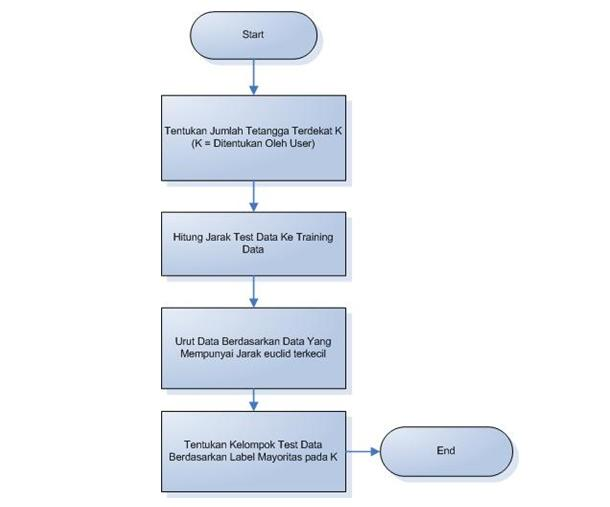 Start
Tentukan Jumlah Tetangga Terdekat K
(K = Ditentukan Oleh User)
Hitung Jarak Test Data Ke Training
Data
Urut Data Berdasarkan Data Yang
Mempunyai Jarak euclid terkecil
Tentukan Kelompok Test Data
Berdasarkan Label Mayoritas pada K
End